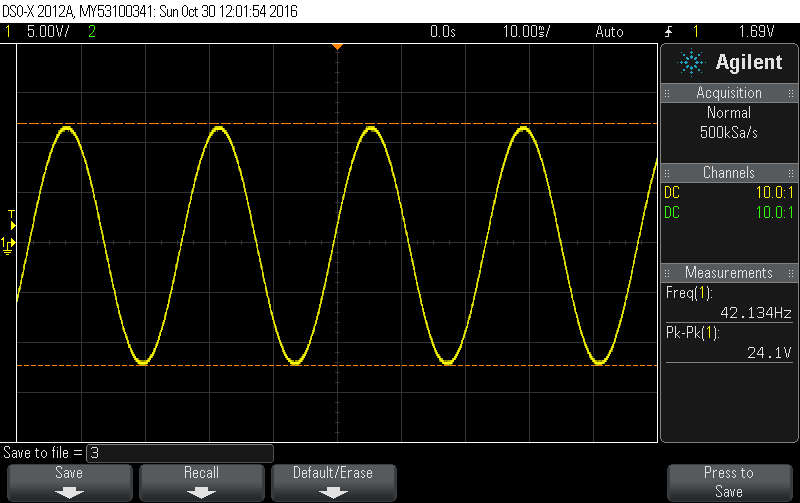 DSO-X 2012A, MY53100341: Sun Oct 30 12:01:54 2016
1 5.00V/ 2 0.0s 10.00ms/ Auto 1 1.69V
Agilent
Acquisition
Normal
500kSa/s
Channels
DC 10.0:1
DC 10.0:1
T
1
Measurements
Freq(1):
42.134Hz
Pk-Pk(1):
24.1V
Save to file = 3
Save
Recall
Default/Erase
Press to
Save